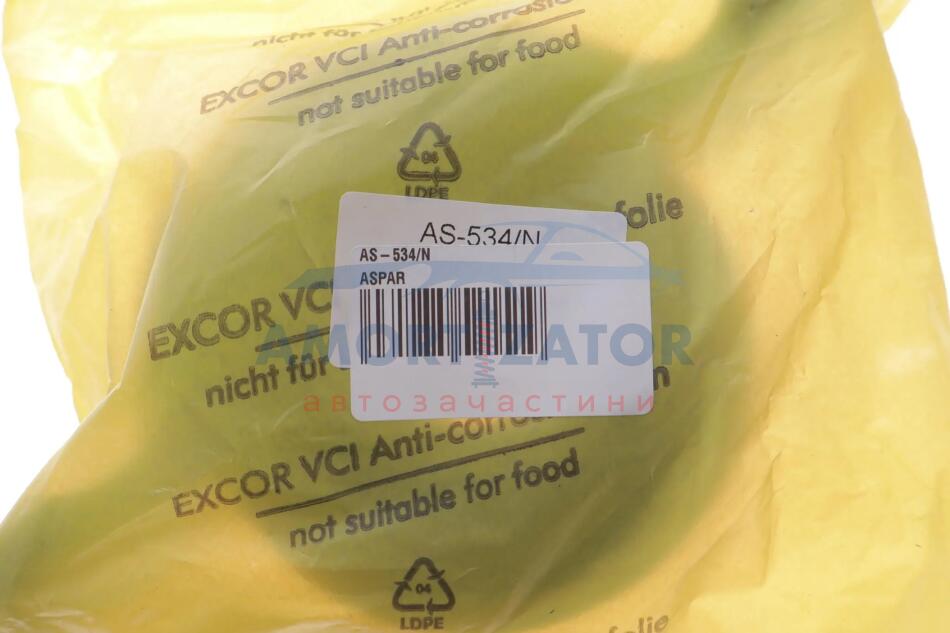 nicht für
EXCOR VCI Anti-corrosio
not suitable for food
04
LDPE
folie
AS-534/N
AS-534/N
ASPAR
EXCOR VCI
AMORTIZATOR
nicht für
автозачастини
EXCOR VCI Anti-corros
not suitable for food
04
LDPE
folie